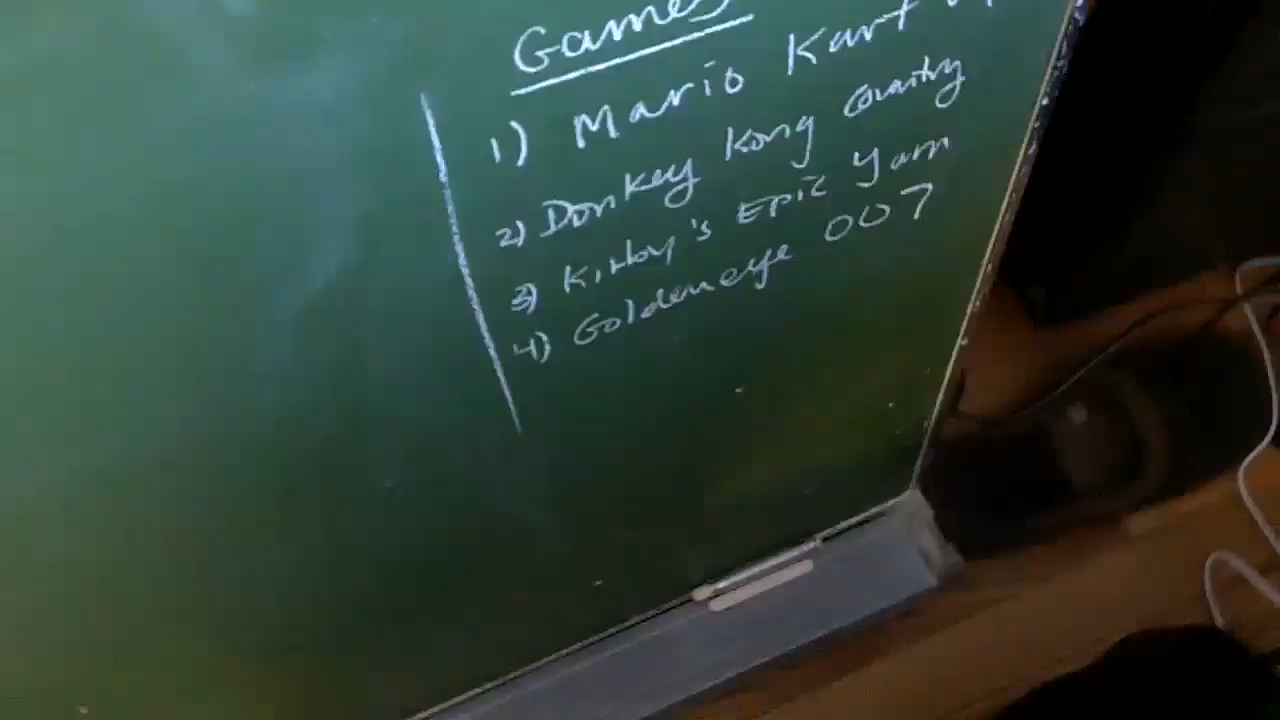 Games
1) Mario Kart
2) Donkey Kong Country
3) Kirby's Epic Yarn
4) Goldeneye 007